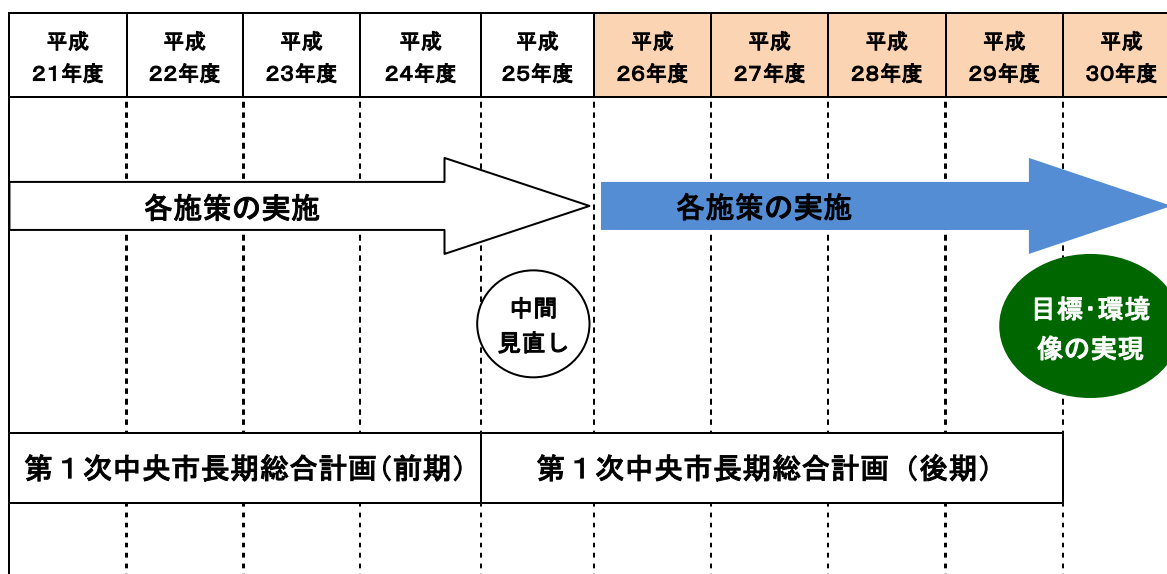 平成
21年度
平成
22年度
平成
23年度
平成
24年度
平成
25年度
平成
26年度
平成
27年度
平成
28年度
平成
29年度
平成
30年度
各施策の実施
各施策の実施
中間
見直し
目標・環境
像の実現
第１次中央市長期総合計画（前期）
第１次中央市長期総合計画（後期）